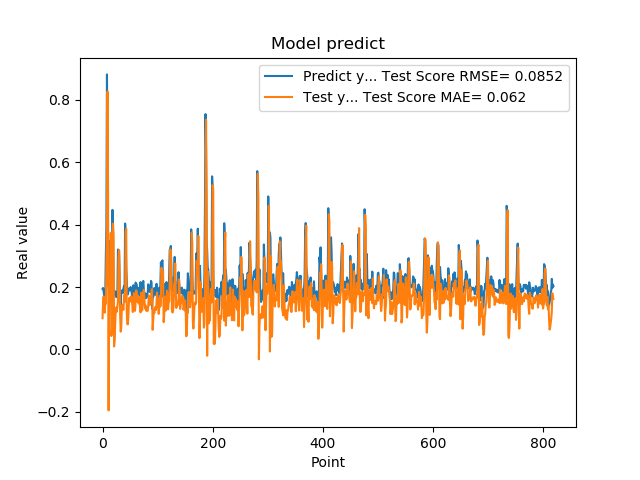 Model predict
Predict y... Test Score RMSE= 0.0852
Test y... Test Score MAE= 0.062
Real value
0.8
0.6
0.4
0.2
0.0
−0.2
0
200
400
600
800
Point